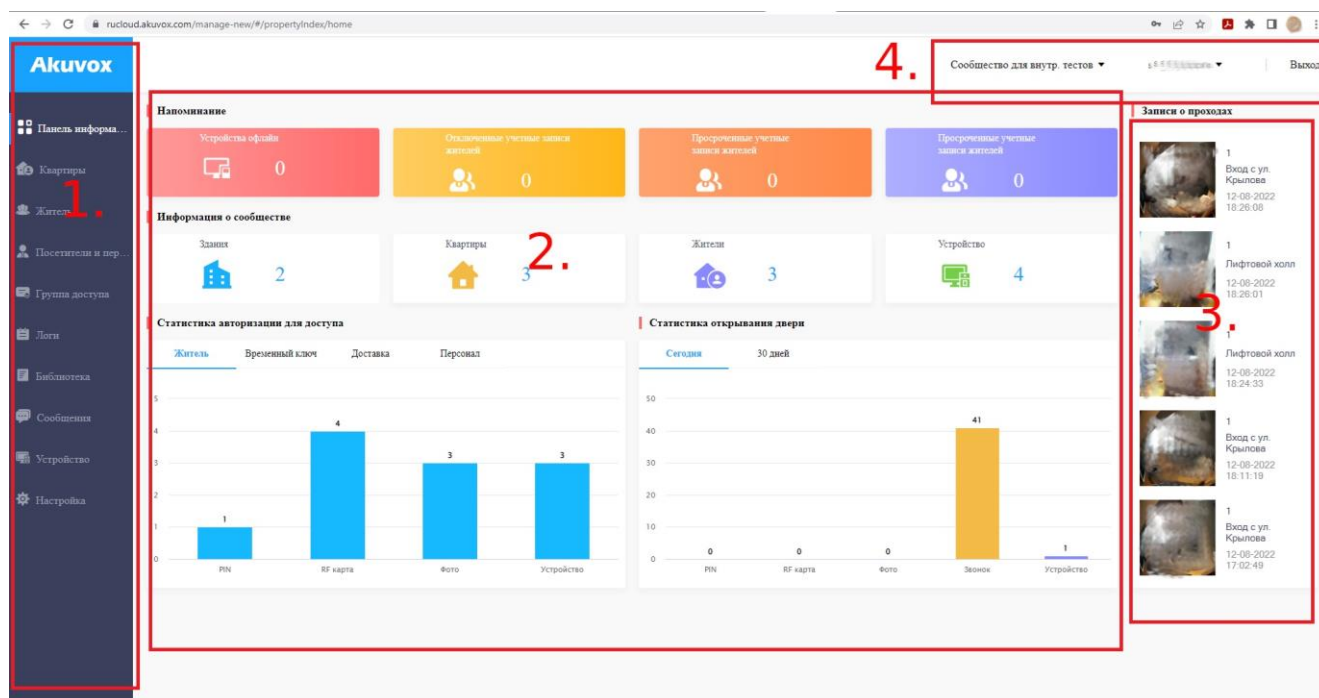 rucloud.akuvox.com/manage-new/#/propertyIndex/home
Akuvox
4.
Сообщество для внутр. тестов
Выход
Панель информа...
Квартиры
1.
Посетители и пер...
Группа доступа
Логи
Библиотека
Сообщения
Устройство
Настройка
Напоминание
Устройства офлайн
0
Отключенные учетные записи
жителей
0
Просроченные учетные
записи жителей
0
Просроченные учетные
записи жителей
0
Информация о сообществе
2.
Здания
2
Квартиры
3
Жители
3
Устройство
4
Статистика авторизации для доступа
Житель Временный ключ Доставка Персонал
5
4
3
2
1
0
1
4
3
3
PIN RF карта Фото Устройство
Статистика открывания двери
Сегодня 30 дней
50
40
30
20
10
0
0
0
0
41
1
PIN RF карта Фото Звонок Устройство
Записи о проходах
3.
1
Вход с ул.
Крылова
12-08-2022
18:26:08
1
Лифтовой холл
12-08-2022
18:26:01
1
Лифтовой холл
12-08-2022
18:24:33
1
Вход с ул.
Крылова
12-08-2022
18:11:19
1
Вход с ул.
Крылова
12-08-2022
17:02:49